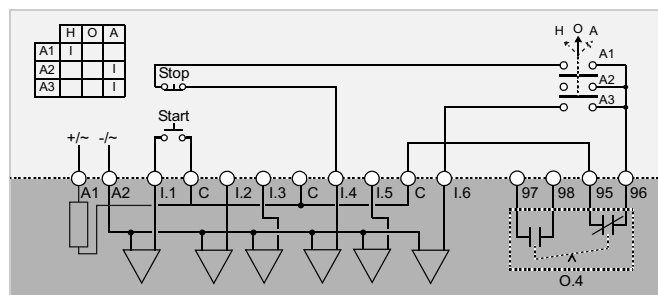 H O A
A1 I
A2 I
A3 I
H O A
A1
A2
A3
Stop
Start
+/~ -/~
A1 A2 I.1 C I.2 I.3 C I.4 I.5 C I.6 97 98 95 96
O.4